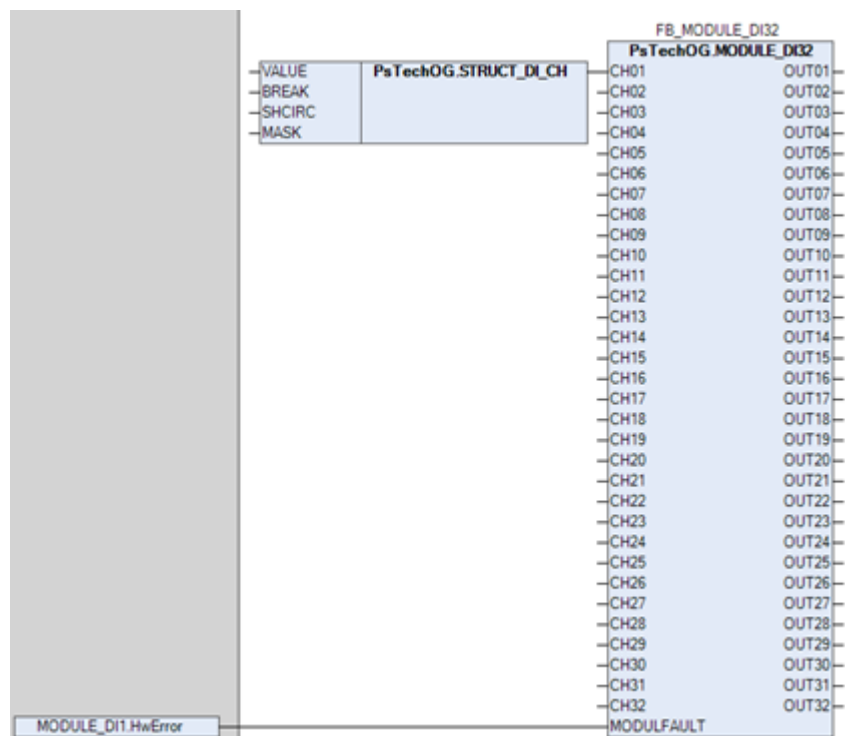 FB_MODULE_DI32
PsTechOG.MODULE_DI32
VALUE PsTechOG.STRUCT_DI_CH CH01 OUT01
BREAK CH02 OUT02
SHCIRC CH03 OUT03
MASK CH04 OUT04
CH05 OUT05
CH06 OUT06
CH07 OUT07
CH08 OUT08
CH09 OUT09
CH10 OUT10
CH11 OUT11
CH12 OUT12
CH13 OUT13
CH14 OUT14
CH15 OUT15
CH16 OUT16
CH17 OUT17
CH18 OUT18
CH19 OUT19
CH20 OUT20
CH21 OUT21
CH22 OUT22
CH23 OUT23
CH24 OUT24
CH25 OUT25
CH26 OUT26
CH27 OUT27
CH28 OUT28
CH29 OUT29
CH30 OUT30
CH31 OUT31
CH32 OUT32
MODULE_DI1.HwError MODULFAULT